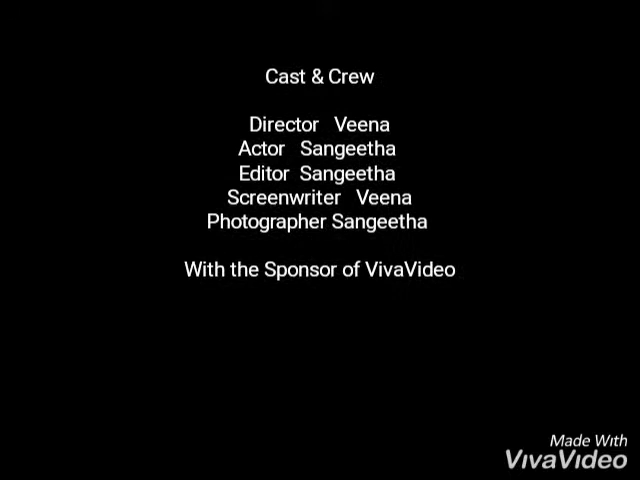 Cast & Crew
Director Veena
Actor Sangeetha
Editor Sangeetha
Screenwriter Veena
Photographer Sangeetha
With the Sponsor of VivaVideo
Made With
VivaVideo